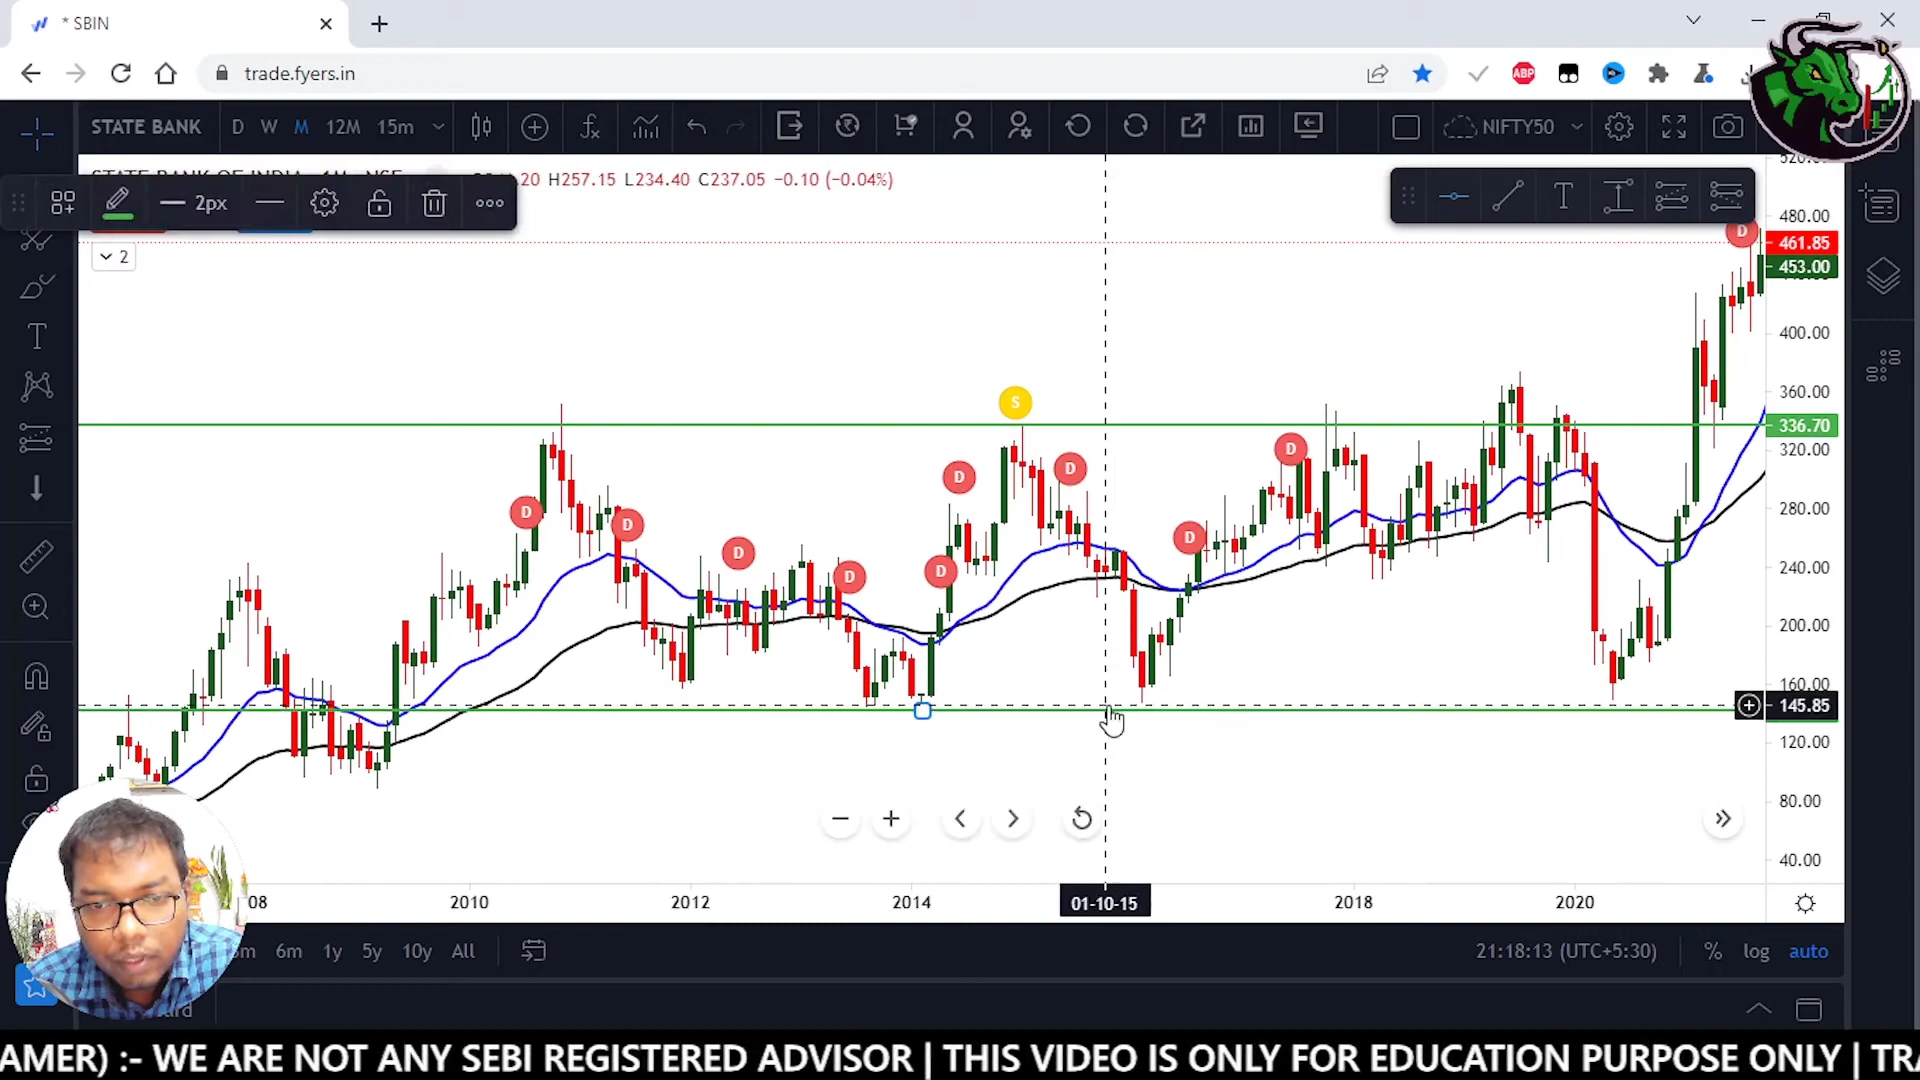 * SBIN
trade.fyers.in
ABP
STATE BANK D W M 12M 15m
NIFTY50
.20 H257.15 L234.40 C237.05 −0.10 (−0.04%)
2px
2
480.00
D
461.85
453.00
400.00
360.00
S
336.70
320.00
D
D
D
D
D
D
D
D
D
D
280.00
240.00
200.00
160.00
145.85
120.00
80.00
40.00
08 2010 2012 2014 01-10-15 2018 2020
6m 1y 5y 10y All
21:18:13 (UTC+5:30) % log auto
AMER) :- WE ARE NOT ANY SEBI REGISTERED ADVISOR | THIS VIDEO IS ONLY FOR EDUCATION PURPOSE ONLY | TRA